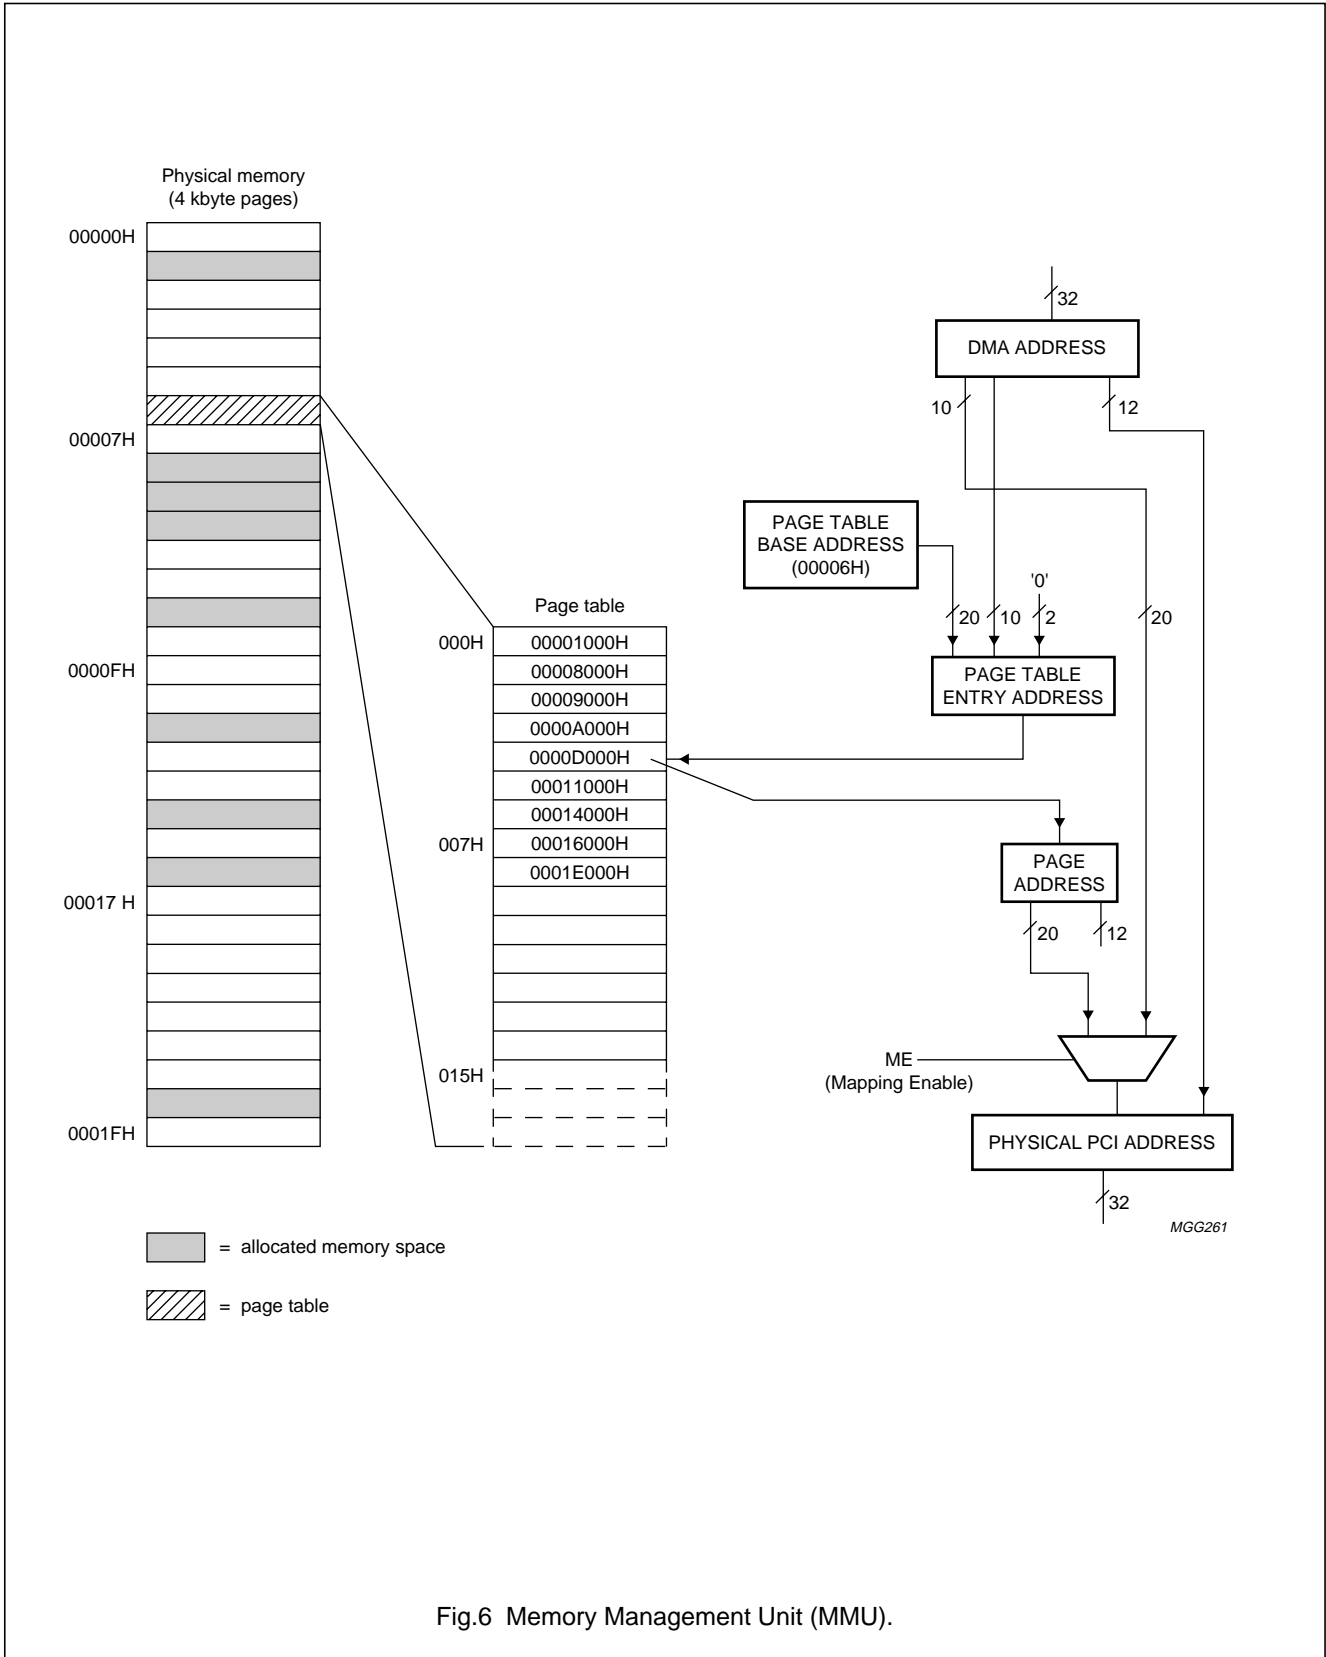 Physical memory
(4 kbyte pages)
00000H
00007H
0000FH
00017 H
0001FH
Page table
000H
00001000H
00008000H
00009000H
0000A000H
0000D000H
00011000H
00014000H
007H
00016000H
0001E000H
015H
32
DMA ADDRESS
10
12
PAGE TABLE
BASE ADDRESS
(00006H)
'0'
20
10
2
20
PAGE TABLE
ENTRY ADDRESS
PAGE
ADDRESS
20
12
ME
(Mapping Enable)
PHYSICAL PCI ADDRESS
32
MGG261
= allocated memory space
= page table
Fig.6 Memory Management Unit (MMU).